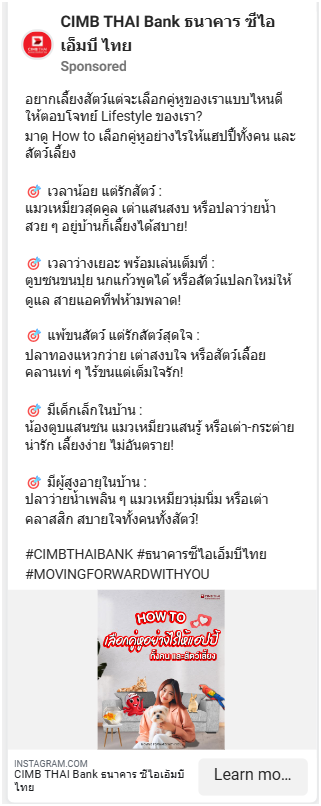 CIMB THAI Bank ธนาคาร ซีไอ
เอ็มบี ไทย
Sponsored
อยากเลี้ยงสัตว์แต่จะเลือกคู่หูของเราแบบไหนดี
ให้ตอบโจทย์ Lifestyle ของเรา?
มาดู How to เลือกคู่หูอย่างไรให้แฮปปี้ทั้งคน และ
สัตว์เลี้ยง
🎯 เวลาน้อย แต่รักสัตว์ :
แมวเหมียวสุดคูล เต่าแสนสงบ หรือปลาว่ายน้ำ
สวย ๆ อยู่บ้านก็เลี้ยงได้สบาย!
🎯 เวลาว่างเยอะ พร้อมเล่นเต็มที่ :
ตูบซนขนปุย นกแก้วพูดได้ หรือสัตว์แปลกใหม่ให้
ดูแล สายแอคทีฟห้ามพลาด!
🎯 แพ้ขนสัตว์ แต่รักสัตว์สุดใจ :
ปลาทองแหวกว่าย เต่าสงบใจ หรือสัตว์เลื้อย
คลานเท่ ๆ ไร้ขนแต่เต็มใจรัก!
🎯 มีเด็กเล็กในบ้าน :
น้องตูบแสนซน แมวเหมียวแสนรู้ หรือเต่า-กระต่าย
น่ารัก เลี้ยงง่าย ไม่อันตราย!
🎯 มีผู้สูงอายุในบ้าน :
ปลาว่ายน้ำเพลิน ๆ แมวเหมียวนุ่มนิ่ม หรือเต่า
คลาสสิก สบายใจทั้งคนทั้งสัตว์!
#CIMBTHAIBANK #ธนาคารซีไอเอ็มบีไทย
#MOVINGFORWARDWITHYOU
HOW TO
เลือกคู่หูอย่างไรให้แฮปปี้
ทั้งคน และสัตว์เลี้ยง
INSTAGRAM.COM
CIMB THAI Bank ธนาคาร ซีไอเอ็มบี
ไทย
Learn mo...